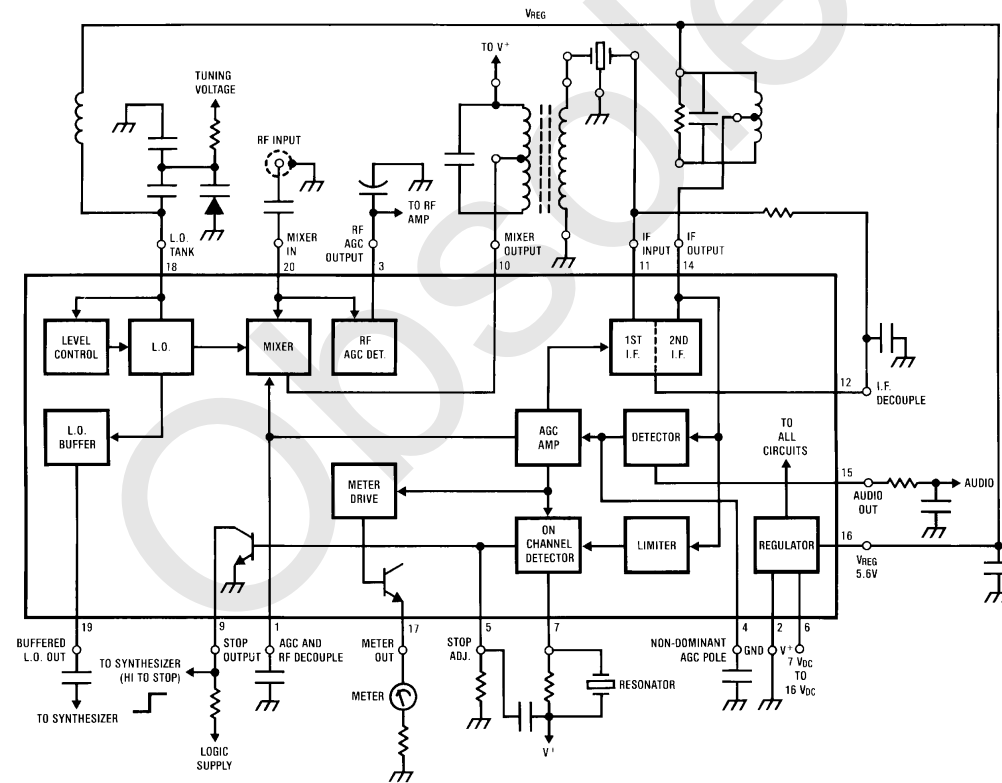 VREG
TO V+
TUNING
VOLTAGE
RF INPUT
TO RF
AMP
L.O.
TANK
18
MIXER
IN
20
RF
AGC
OUTPUT
3
MIXER
OUTPUT
10
IF
INPUT
11
IF
OUTPUT
14
LEVEL
CONTROL
L.O.
MIXER
RF
AGC DET.
1ST
I.F.
2ND
I.F.
12
I.F.
DECOUPLE
L.O.
BUFFER
AGC
AMP
DETECTOR
TO
ALL
CIRCUITS
15
AUDIO
OUT
AUDIO
METER
DRIVE
ON
CHANNEL
DETECTOR
LIMITER
REGULATOR
16
VREG
5.6V
19
BUFFERED
L.O. OUT
9
STOP
OUTPUT
1
AGC AND
RF DECOUPLE
17
METER
OUT
5
STOP
ADJ.
7
4
NON-DOMINANT
AGC POLE
2
GND
6
V+
7 VDC
TO
16 VDC
TO SYNTHESIZER
(HI TO STOP)
TO SYNTHESIZER
METER
RESONATOR
LOGIC
SUPPLY
V+
Obsole